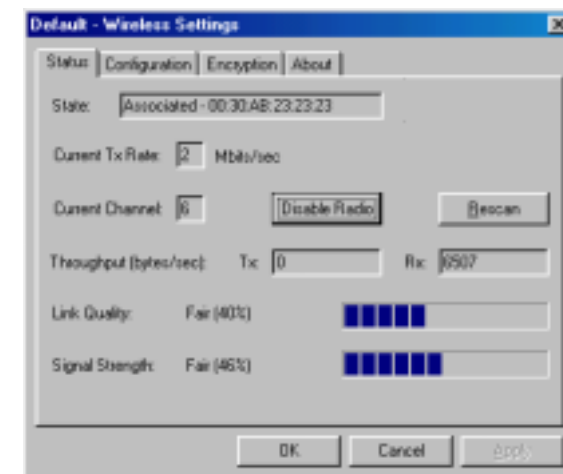 Default - Wireless Settings
Status Configuration Encryption About
State: Associated - 00:30:AB:23:23:23
Current Tx Rate: 2 Mbits/sec
Current Channel: 6 Disable Radio Rescan
Throughput (bytes/sec): Tx: 0 Rx: 6507
Link Quality: Fair (40%)
Signal Strength: Fair (46%)
OK Cancel Apply